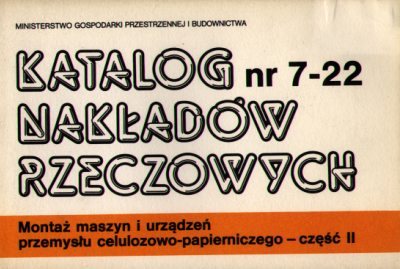 MINISTERSTWO GOSPODARKI PRZESTRZENNEJ I BUDOWNICTWA
KATALOG nr 7-22
NAKŁADÓW
RZECZOWYCH
Montaż maszyn i urządzeń
przemysłu celulozowo-papierniczego – część II